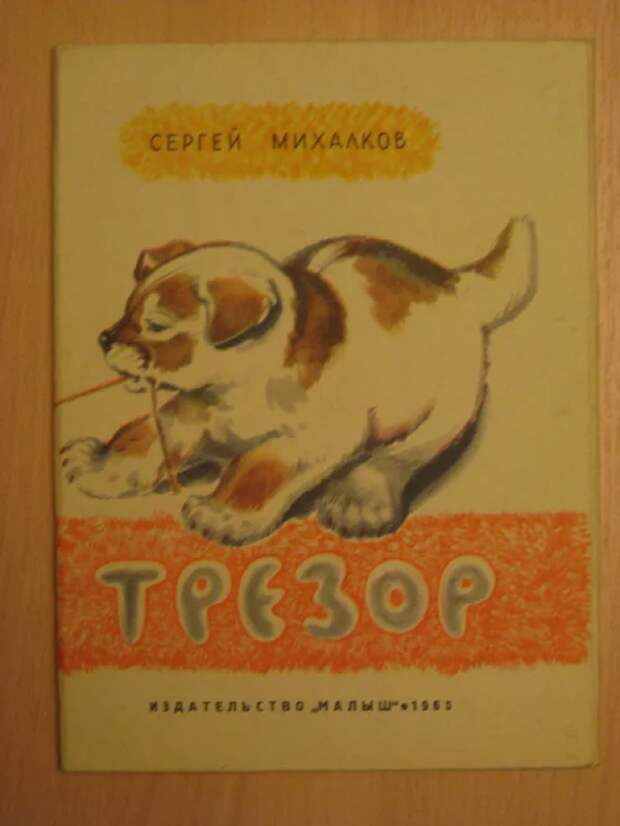 СЕРГЕЙ МИХАЛКОВ
ТРЕЗОР
ИЗДАТЕЛЬСТВО „МАЛЫШ“•1965